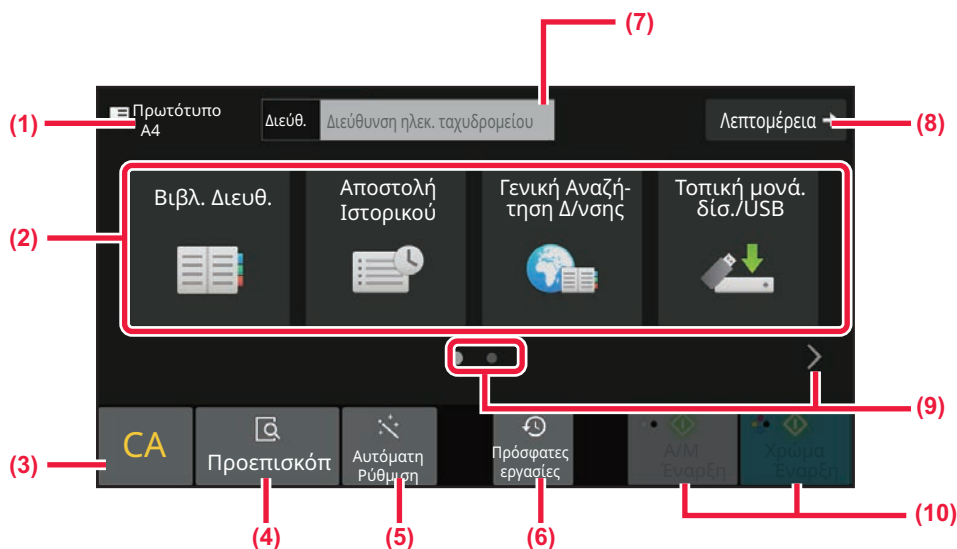 (7)
(1)
Πρωτότυπο
A4
Διεύθ.
Διεύθυνση ηλεκ. ταχυδρομείου
Λεπτομέρεια
(8)
(2)
Βιβλ. Διευθ.
Αποστολή
Ιστορικού
Γενική Αναζή-
τηση Δ/νσης
Τοπική μονά.
δίσ./USB
(9)
(3)
CA
Προεπισκόπ
Αυτόματη
Ρύθμιση
Πρόσφατες
εργασίες
Α/Μ
Έναρξη
Χρώμα
Έναρξη
(4)
(5)
(6)
(10)